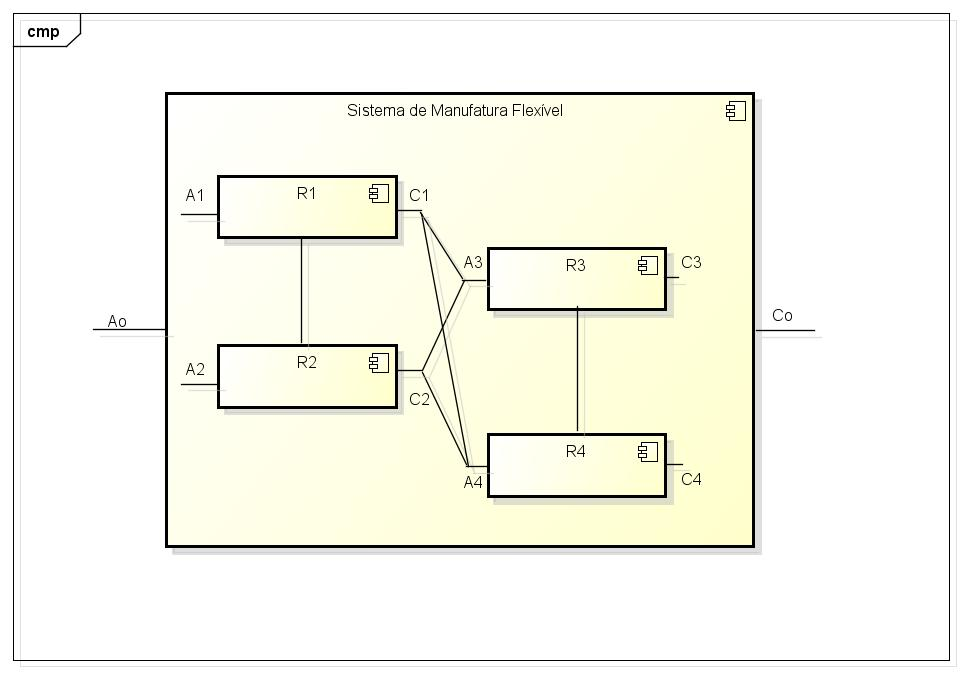 cmp
Sistema de Manufatura Flexível
A1
R1
C1
A3
R3
C3
Ao
Co
A2
R2
C2
R4
A4
C4